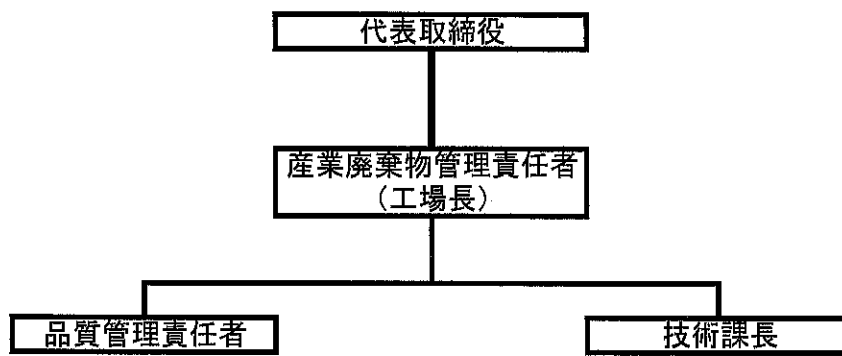 代表取締役
産業廃棄物管理責任者
(工場長)
品質管理責任者
技術課長